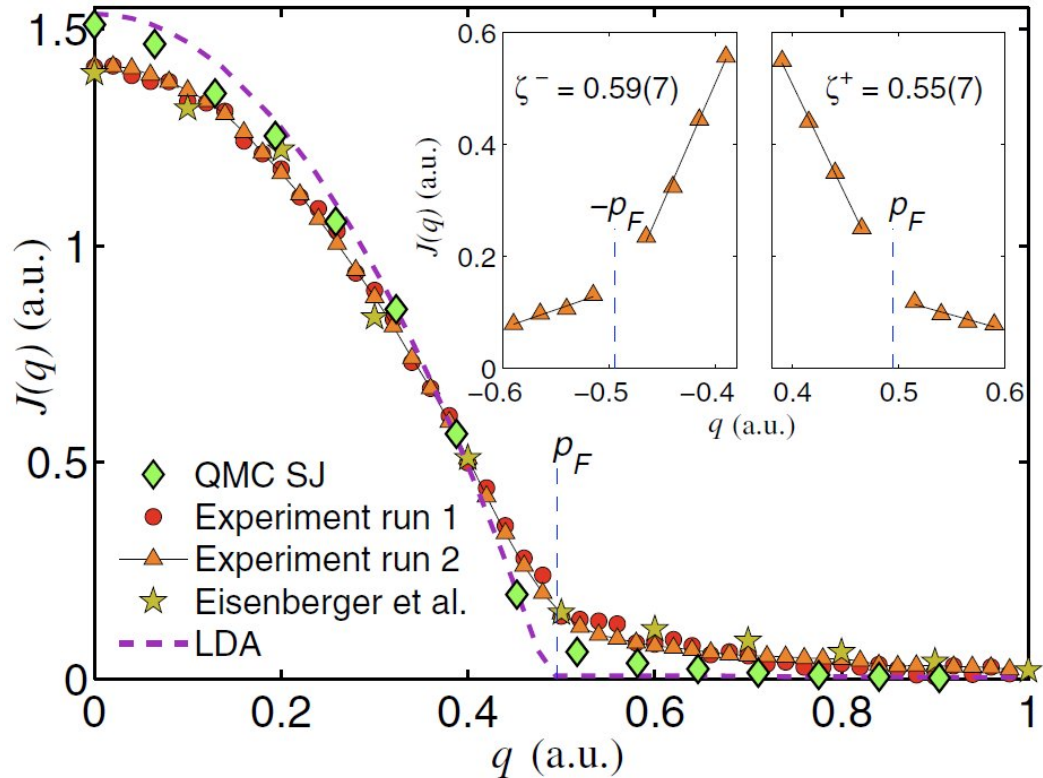 1.5
1
0.5
0
J(q) (a.u.)
0
0.2
0.4
0.6
0.8
1
q (a.u.)
p_F
QMC SJ
Experiment run 1
Experiment run 2
Eisenberger et al.
LDA
0.6
0.4
0.2
0
J(q) (a.u.)
ζ⁻ = 0.59(7)
ζ⁺ = 0.55(7)
-p_F
p_F
−0.6
−0.5
−0.4
0.4
0.5
0.6
q (a.u.)